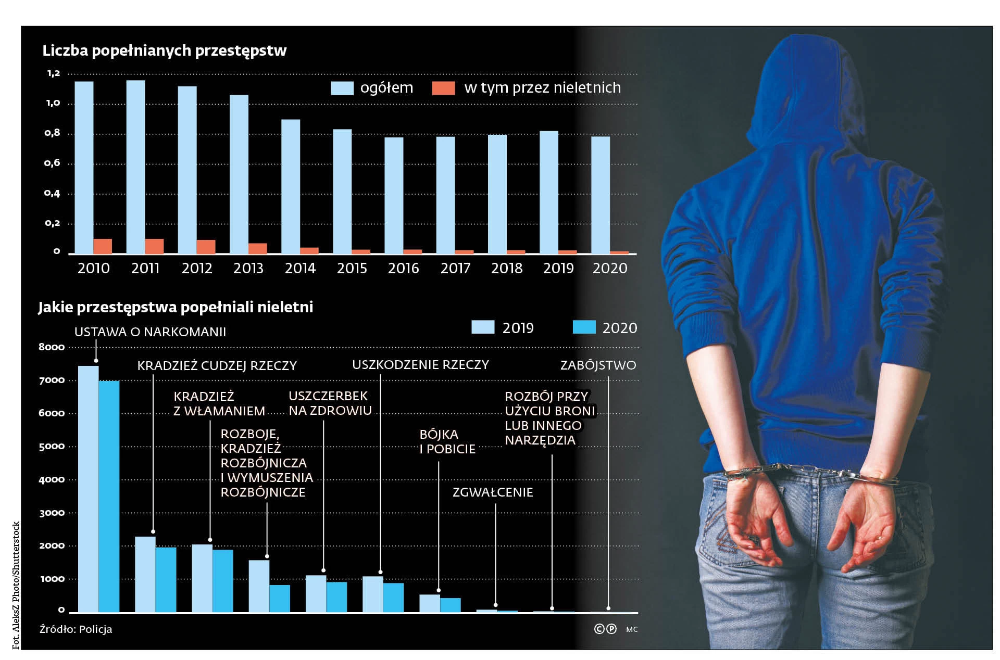 Liczba popełnianych przestępstw
1,2
1,0
0,8
0,6
0,4
0,2
0
ogółem
w tym przez nieletnich
2010 2011 2012 2013 2014 2015 2016 2017 2018 2019 2020
Jakie przestępstwa popełniali nieletni
2019 2020
8000
7000
6000
5000
4000
3000
2000
1000
0
USTAWA O NARKOMANII
KRADZIEŻ CUDZEJ RZECZY
KRADZIEŻ
Z WŁAMANIEM
ROZBOJE,
KRADZIEŻ
ROZBÓJNICZA
I WYMUSZENIA
ROZBÓJNICZE
USZCZERBEK
NA ZDROWIU
USZKODZENIE RZECZY
BÓJKA
I POBICIE
ZGWAŁCENIE
ROZBÓJ PRZY
UŻYCIU BRONI
LUB INNEGO
NARZĘDZIA
ZABÓJSTWO
Źródło: Policja
©℗ MC
Fot. AleksZ Photo/Shutterstock